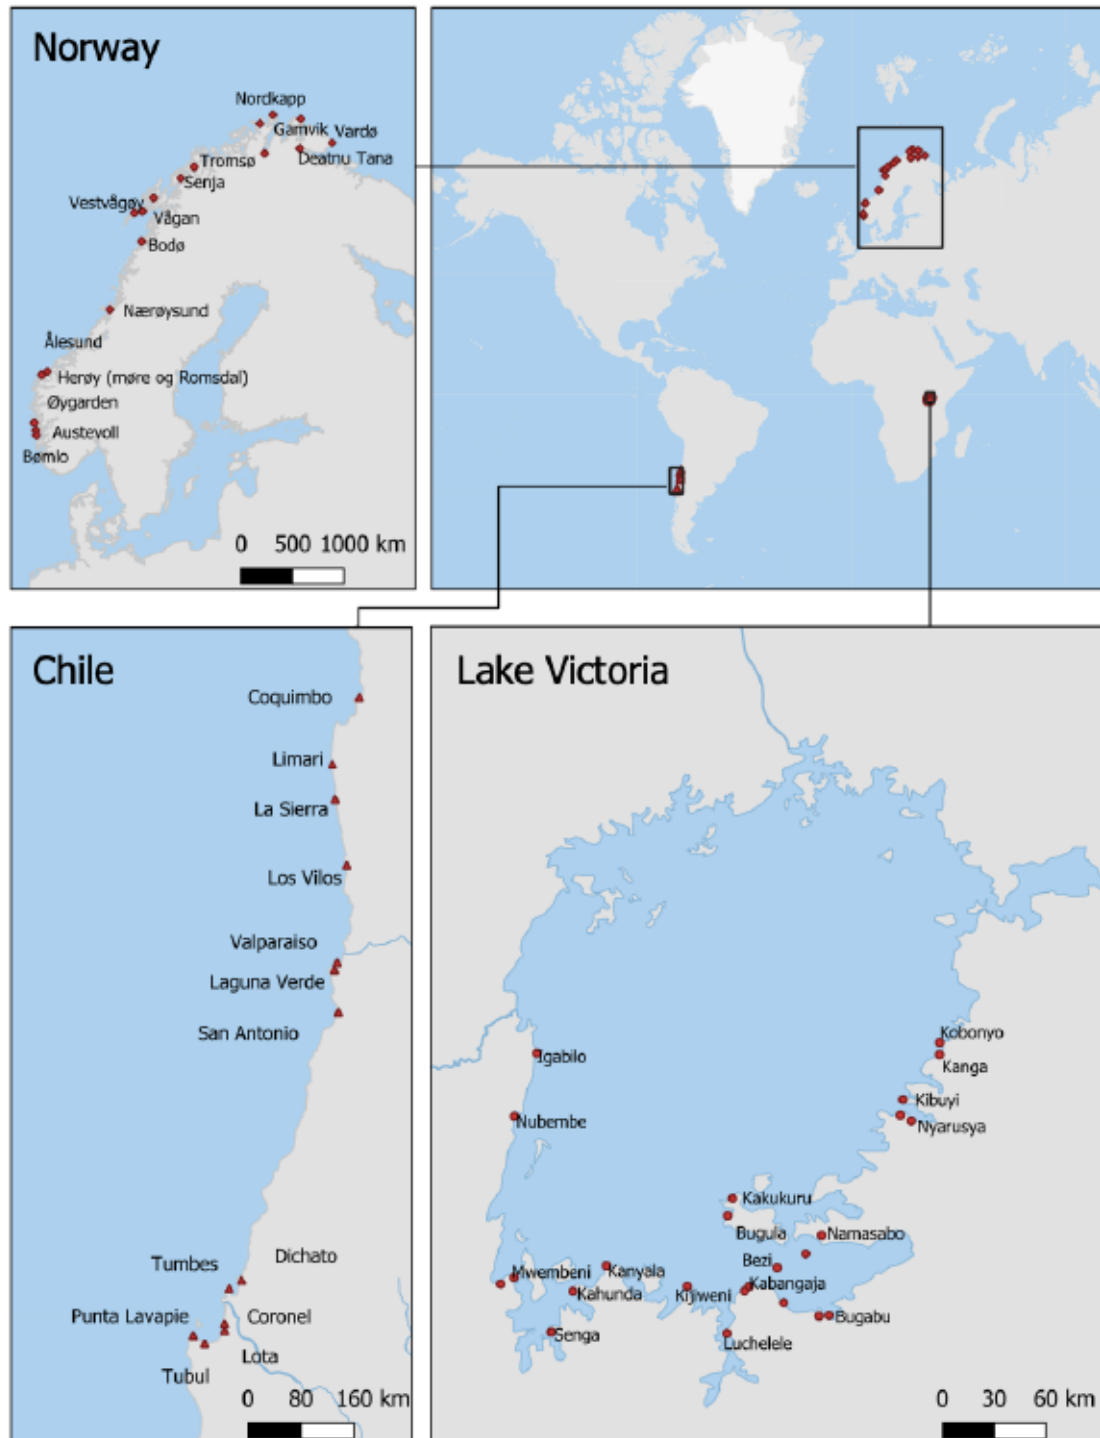 Norway
Nordkapp
Gamvik
Vardø
Tromsø
Deatnu Tana
Senja
Vestvågøy
Vågan
Bodø
Nærøysund
Ålesund
Herøy (møre og Romsdal)
Øygarden
Austevoll
Bømlo
0 500 1000 km
Chile
Coquimbo
Limari
La Sierra
Los Vilos
Valparaiso
Laguna Verde
San Antonio
Dichato
Tumbes
Punta Lavapie
Coronel
Lota
Tubul
0 80 160 km
Lake Victoria
Kobonyo
Igabilo
Kanga
Kibuyi
Nubembe
Nyarusya
Kakukuru
Bugula
Namasabo
Bezi
Mwembeni
Kanyala
Kabangaja
Kahunda
Kijiweni
Bugabu
Senga
Luchelele
0 30 60 km